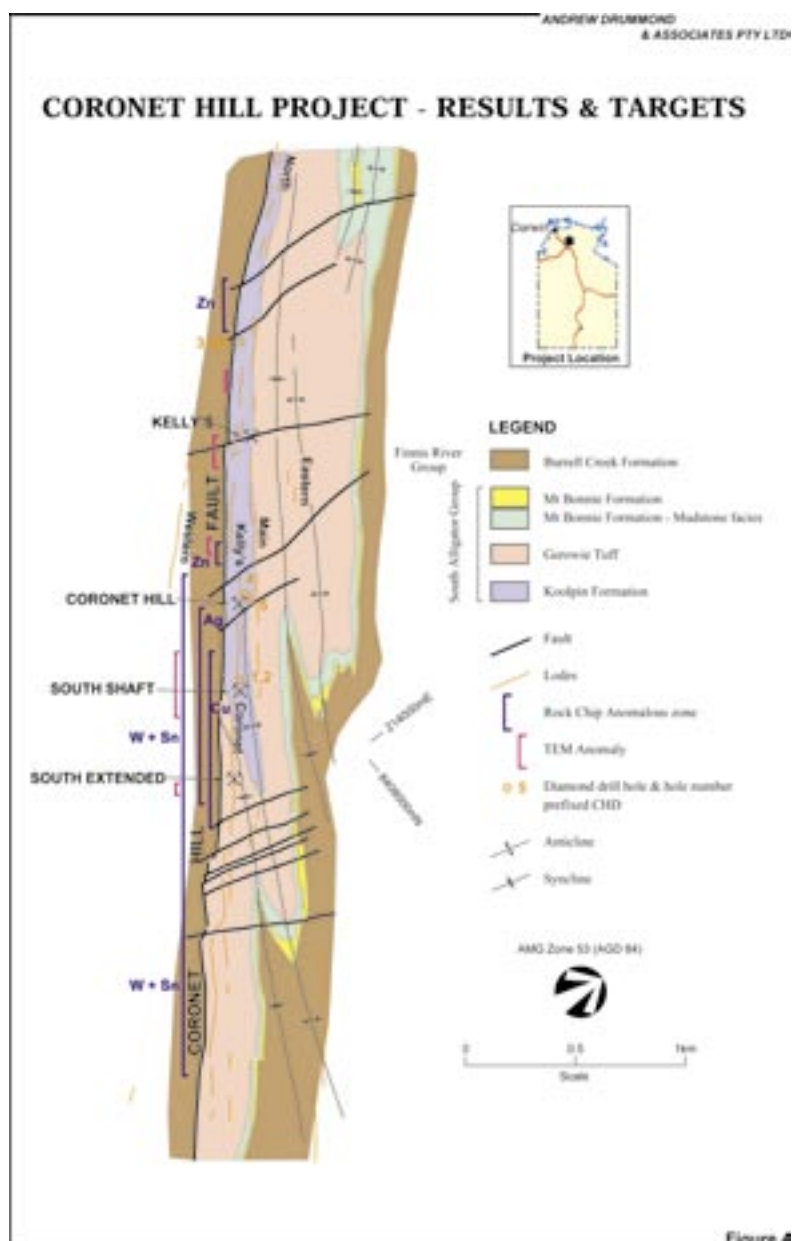 ANDREW DRUMMOND
& ASSOCIATES PTY LTD
CORONET HILL PROJECT - RESULTS & TARGETS
North
Zn
3
KELLY'S
Eastern
FAULT
Western
Main
Kelly's
Zn
CORONET HILL
Ag
SOUTH SHAFT
Cu
Coronet
W + Sn
SOUTH EXTENDED
HILL
W + Sn
CORONET
214000mE
Project Location
LEGEND
Finnis River
Group
Burrell Creek Formation
South Alligator Group
Mt Bonnie Formation
Mt Bonnie Formation - Mudstone facies
Gerowie Tuff
Koolpin Formation
Fault
Lodes
Rock Chip Anomalous zone
TEM Anomaly
Diamond drill hole & hole number
prefixed CHD
Anticline
Syncline
AMG Zone 53 (AGD 84)
0 0.5 1km
Scale
Figure